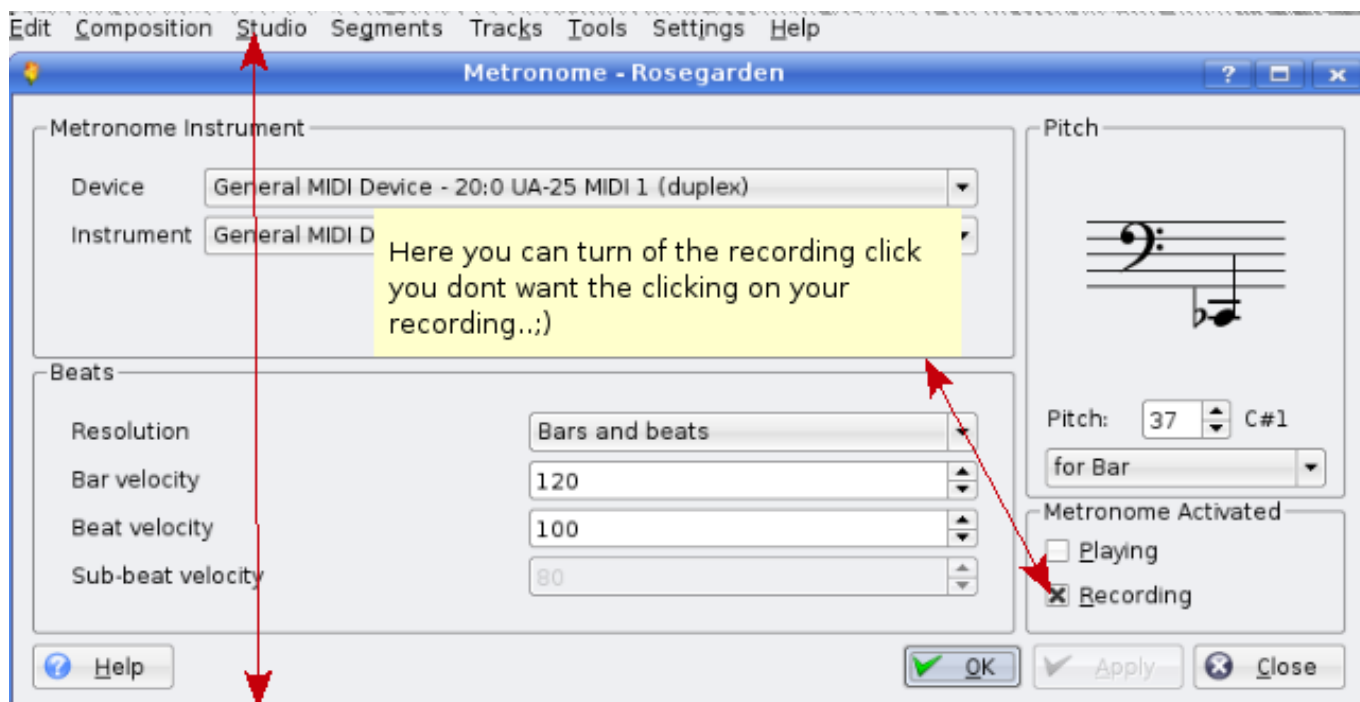 Edit Composition Studio Segments Tracks Tools Settings Help
Metronome - Rosegarden
Metronome Instrument
Device General MIDI Device - 20:0 UA-25 MIDI 1 (duplex)
Instrument General MIDI D
Here you can turn of the recording click
you dont want the clicking on your
recording..;)
Pitch
Pitch: 37 C#1
for Bar
Beats
Resolution Bars and beats
Bar velocity 120
Beat velocity 100
Sub-beat velocity 80
Metronome Activated
Playing
Recording
Help OK Apply Close